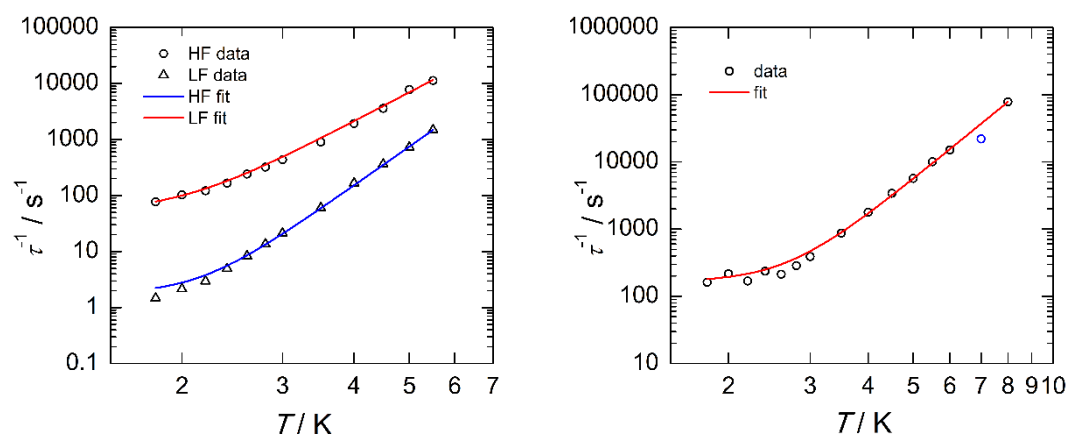 100000
10000
1000
100
10
1
0.1
τ⁻¹ / s⁻¹
HF data
LF data
HF fit
LF fit
2 3 4 5 6 7
T / K
1000000
100000
10000
1000
100
10
τ⁻¹ / s⁻¹
data
fit
2 3 4 5 6 7 8 9 10
T / K